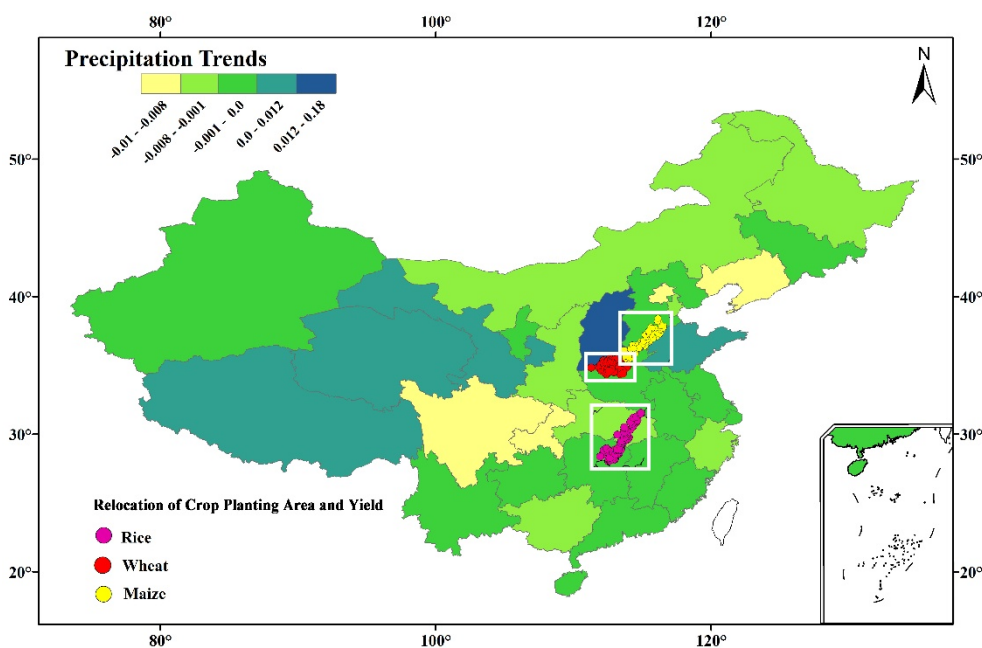 80° 100° 120°
Precipitation Trends
N
-0.01 - -0.008
-0.008 - -0.001
-0.001 - 0.0
0.0 - 0.012
0.012 - 0.18
50° 50°
40° 40°
30° 30°
Relocation of Crop Planting Area and Yield
Rice
Wheat
Maize
20° 20°
80° 100° 120°